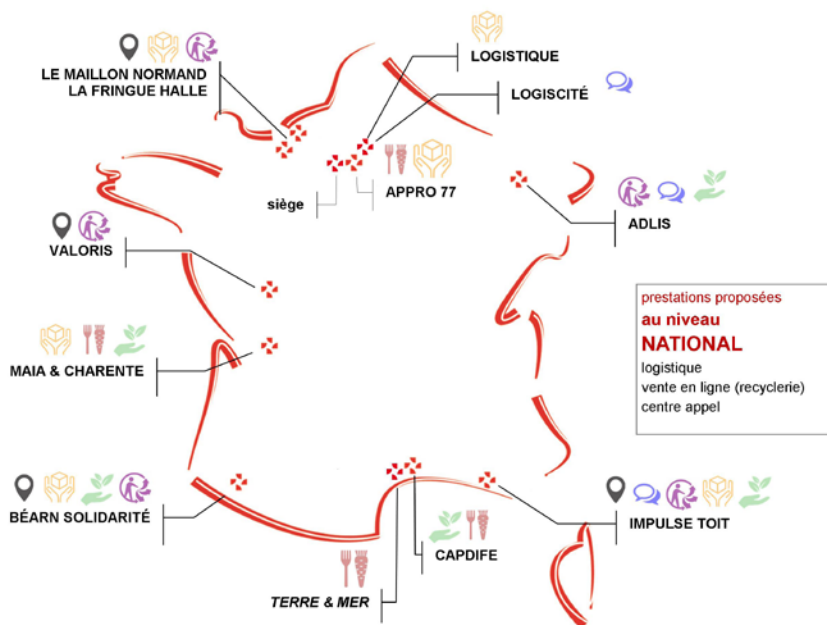 LOGISTIQUE
LE MAILLON NORMAND
LA FRINGUE HALLE
LOGISCITÉ
siège
APPRO 77
ADLIS
VALORIS
prestations proposées
au niveau
NATIONAL
logistique
vente en ligne (recyclerie)
centre appel
MAIA & CHARENTE
BÉARN SOLIDARITÉ
IMPULSE TOIT
CAPDIFE
TERRE & MER